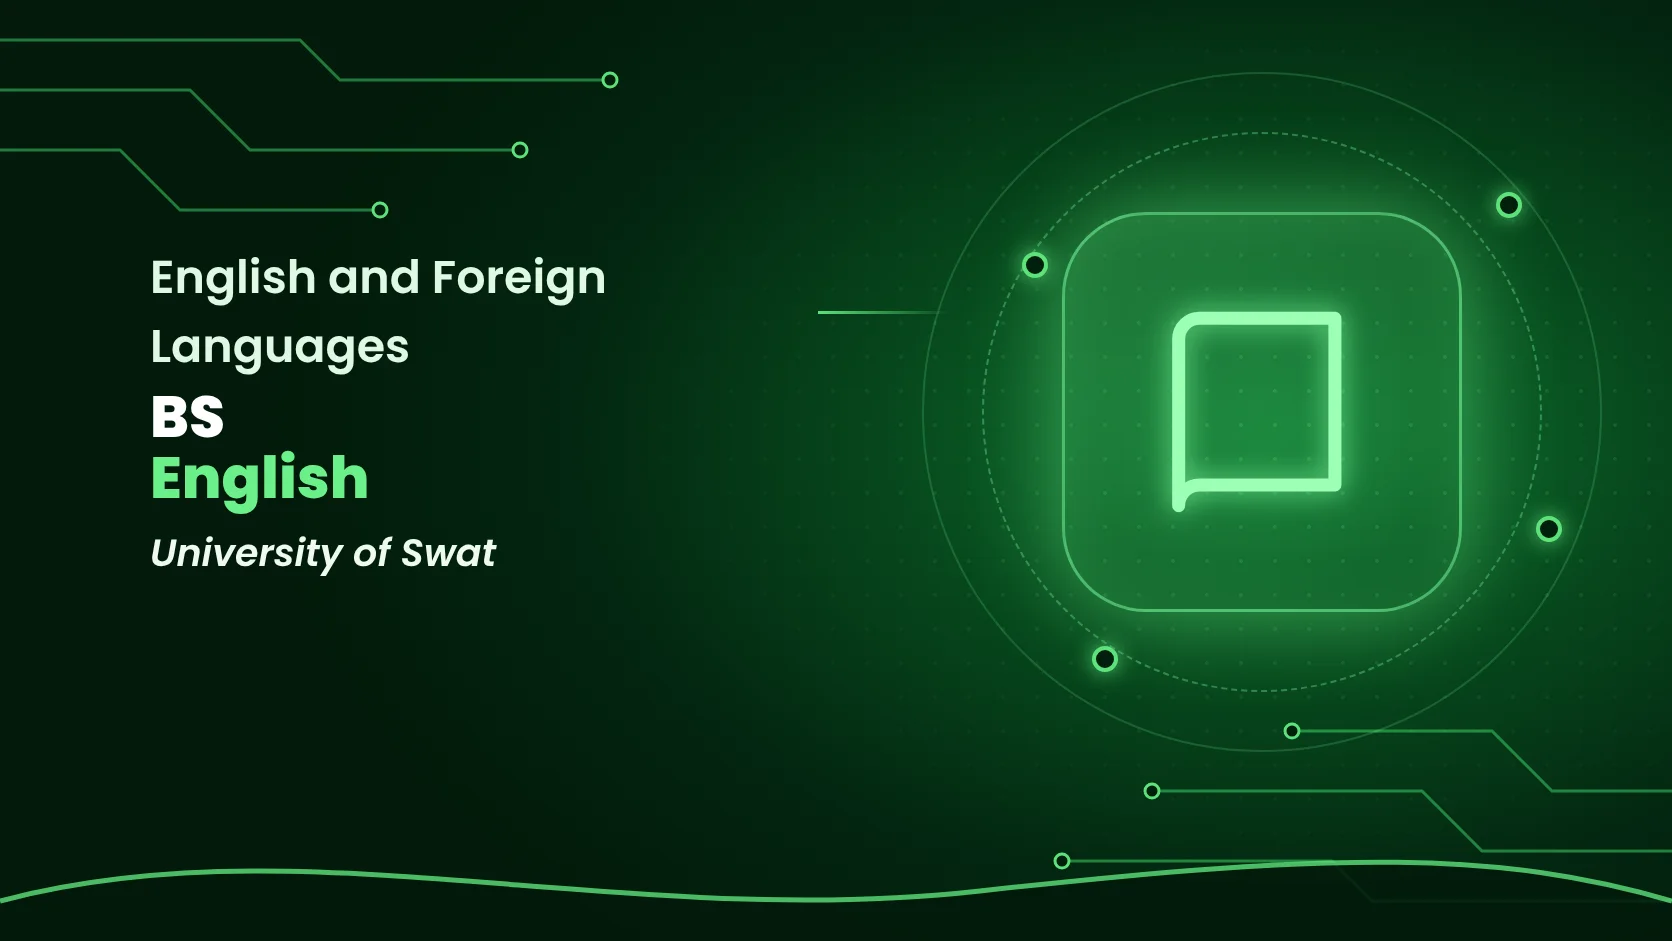 English and Foreign
Languages
BS
English
University of Swat